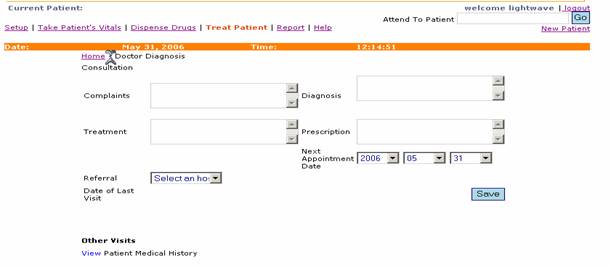 Current Patient:
welcome lightwave | logout
Attend To Patient Go
Setup | Take Patient's Vitals | Dispense Drugs | Treat Patient | Report | Help
New Patient
Date: May 31, 2006 Time: 12:14:51
Home Doctor Diagnosis
Consultation
Complaints Diagnosis
Treatment Prescription
Next
Appointment 2006 05 31
Date
Referral Select an ho
Date of Last
Visit
Save
Other Visits
View Patient Medical History